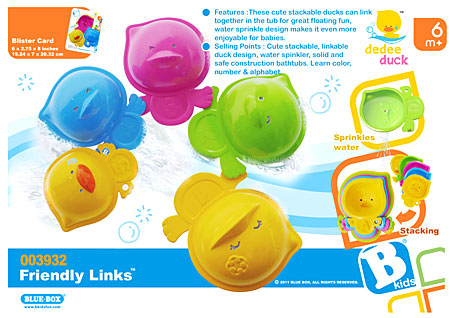 Blister Card
6 x 2.75 x 8 inches
15.24 x 7 x 20.32 cm
Features :These cute stackable ducks can link
together in the tub for great floating fun,
water sprinkle design makes it even more
enjoyable for babies.
Selling Points : Cute stackable, linkable
duck design, water sprinkler, solid and
safe construction bathtubs. Learn color,
number & alphabet
dedee
duck
6
m+
Sprinkles
water
Stacking
003932
Friendly Links™
BLUE-BOX
© 2011 BLUE BOX. ALL RIGHTS RESERVED.
B
kids